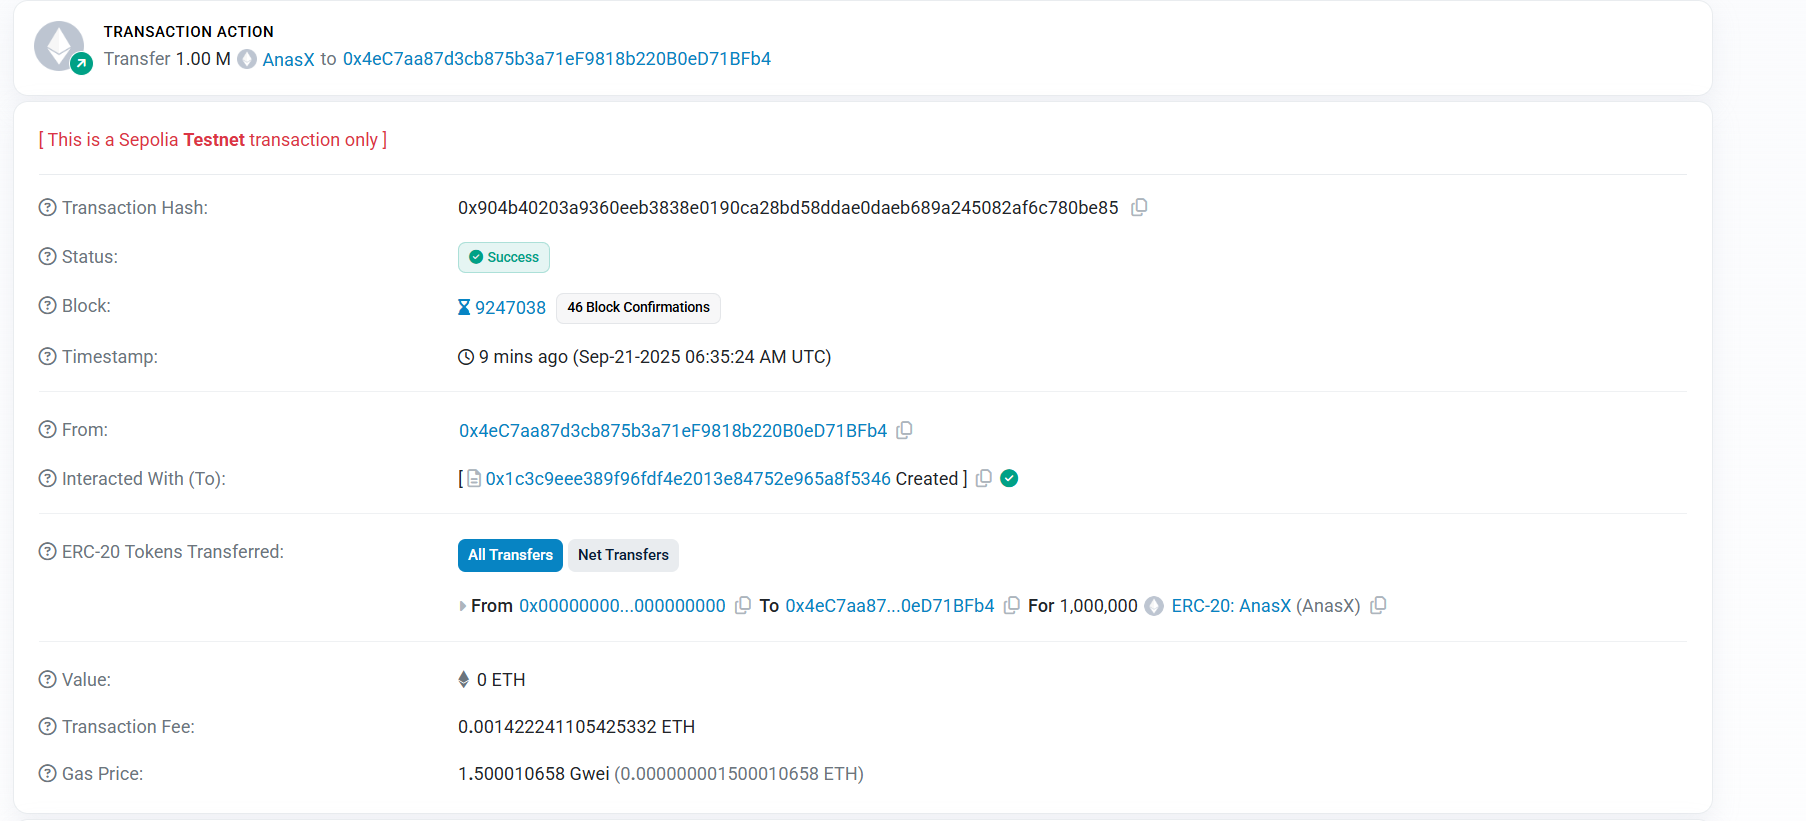 TRANSACTION ACTION
Transfer 1.00 M AnasX to 0x4eC7aa87d3cb875b3a71eF9818b220B0eD71BFb4
[ This is a Sepolia Testnet transaction only ]
Transaction Hash: 0x904b40203a9360eeb3838e0190ca28bd58ddae0daeb689a245082af6c780be85
Status: Success
Block: 9247038 46 Block Confirmations
Timestamp: 9 mins ago (Sep-21-2025 06:35:24 AM UTC)
From: 0x4eC7aa87d3cb875b3a71eF9818b220B0eD71BFb4
Interacted With (To): [ 0x1c3c9eee389f96fdf4e2013e84752e965a8f5346 Created ]
ERC-20 Tokens Transferred: All Transfers Net Transfers
From 0x00000000...000000000 To 0x4eC7aa87...0eD71BFb4 For 1,000,000 ERC-20: AnasX (AnasX)
Value: 0 ETH
Transaction Fee: 0.001422241105425332 ETH
Gas Price: 1.500010658 Gwei (0.000000001500010658 ETH)